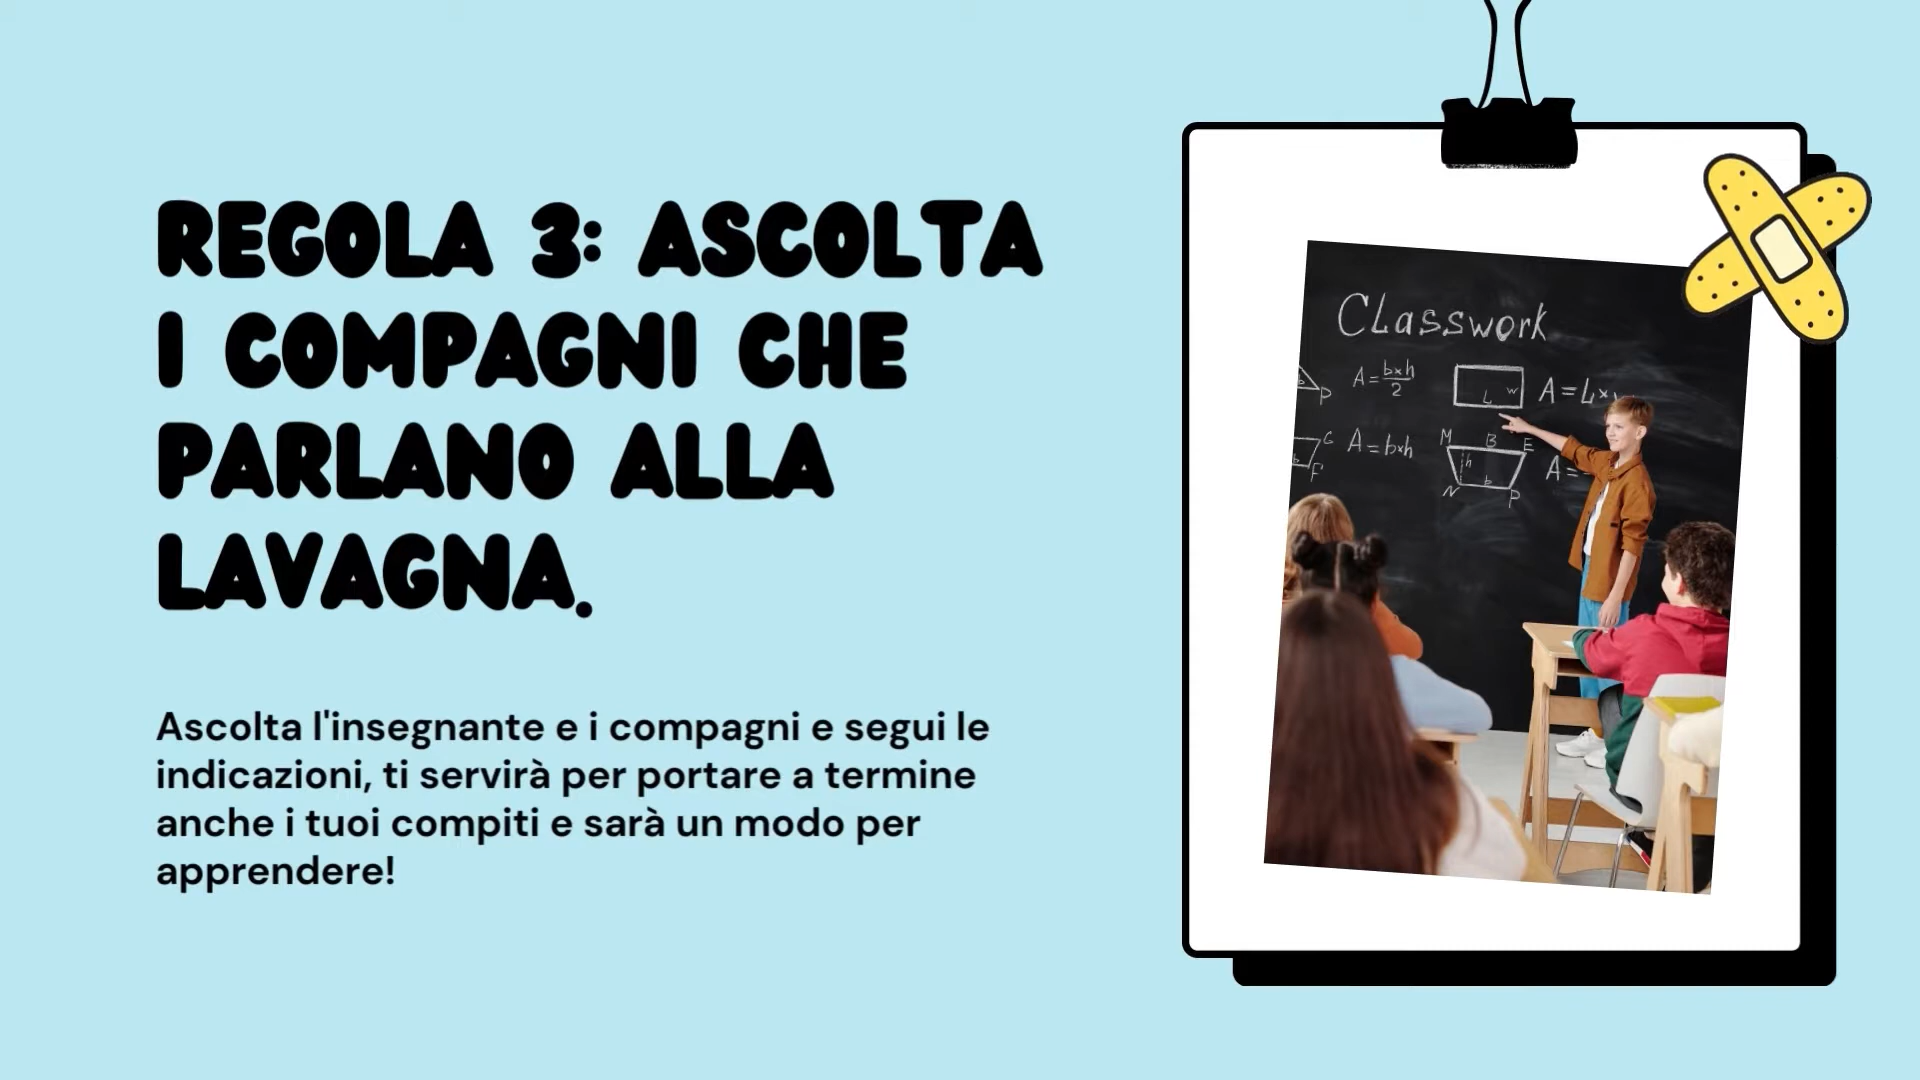 REGOLA 3: ASCOLTA
I COMPAGNI CHE
PARLANO ALLA
LAVAGNA.
Ascolta l'insegnante e i compagni e segui le
indicazioni, ti servirà per portare a termine
anche i tuoi compiti e sarà un modo per
apprendere!
Classwork
b P A = b×h / 2 L w A = L×
G b F A = b×h M B E h N b P A =